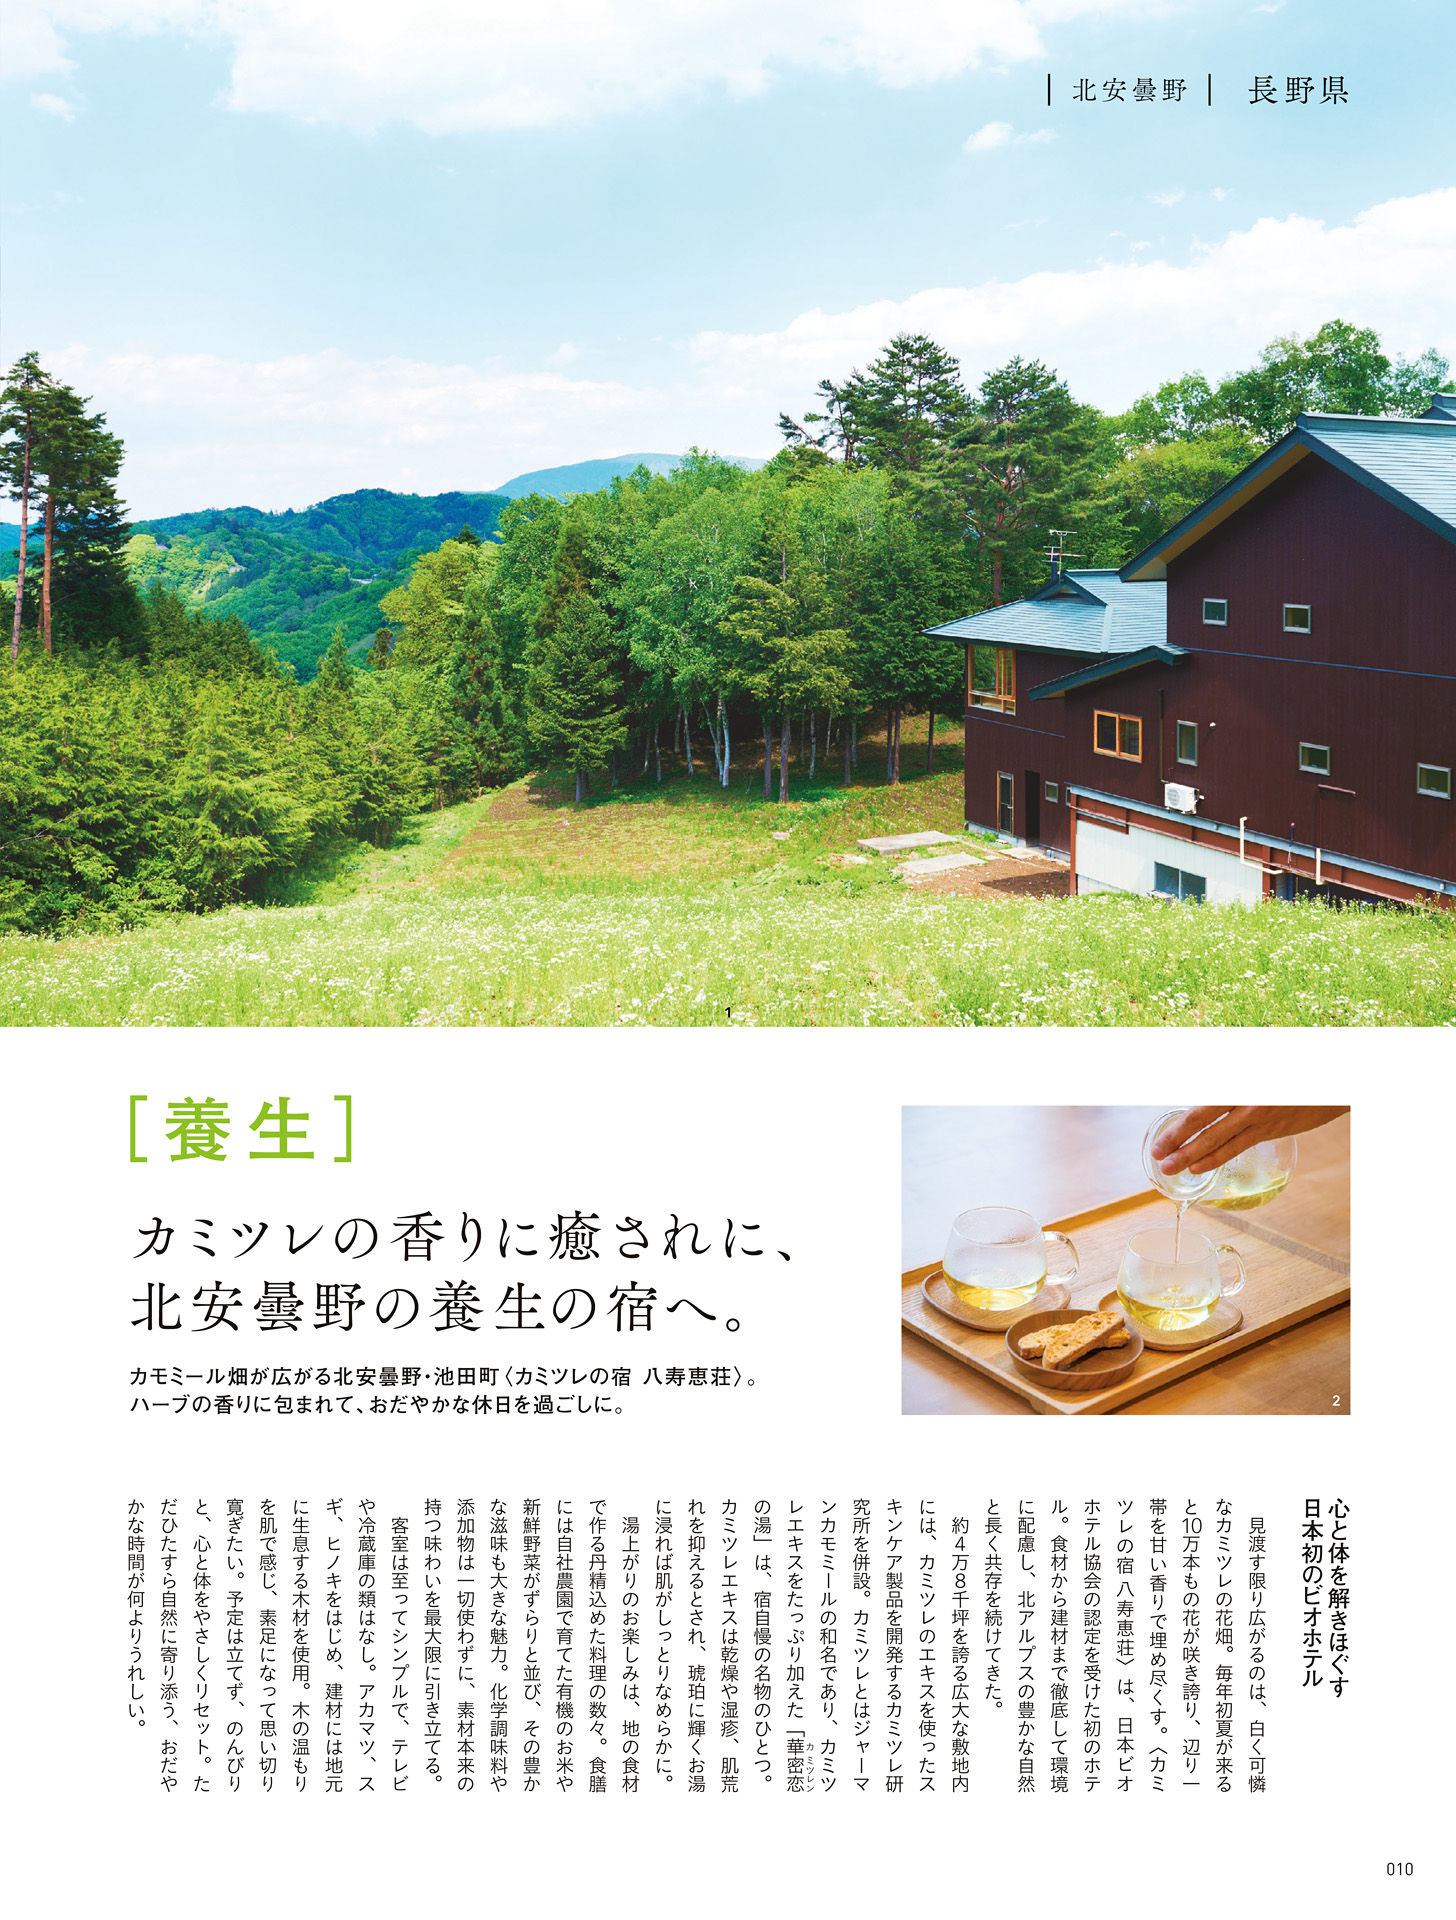 ｜北安曇野｜ 長野県
1
［養生］
カミツレの香りに癒されに、
北安曇野の養生の宿へ。
カモミール畑が広がる北安曇野・池田町〈カミツレの宿 八寿恵荘〉。
ハーブの香りに包まれて、おだやかな休日を過ごしに。
2
心と体を解きほぐす
日本初のビオホテル
見渡す限り広がるのは、白く可憐
なカミツレの花畑。毎年初夏が来る
と10万本もの花が咲き誇り、辺り一
帯を甘い香りで埋め尽くす。〈カミ
ツレの宿 八寿恵荘〉は、日本ビオ
ホテル協会の認定を受けた初のホテ
ル。食材から建材まで徹底して環境
に配慮し、北アルプスの豊かな自然
と長く共存を続けてきた。
約4万8千坪を誇る広大な敷地内
には、カミツレのエキスを使ったス
キンケア製品を開発するカミツレ研
究所を併設。カミツレとはジャーマ
ンカモミールの和名であり、カミツ
レエキスをたっぷり加えた「華密恋
カミツレン
の湯」は、宿自慢の名物のひとつ。
カミツレエキスは乾燥や湿疹、肌荒
れを抑えるとされ、琥珀に輝くお湯
に浸れば肌がしっとりなめらかに。
湯上がりのお楽しみは、地の食材
で作る丹精込めた料理の数々。食膳
には自社農園で育てた有機のお米や
新鮮野菜がずらりと並び、その豊か
な滋味も大きな魅力。化学調味料や
添加物は一切使わずに、素材本来の
持つ味わいを最大限に引き立てる。
客室は至ってシンプルで、テレビ
や冷蔵庫の類はなし。アカマツ、ス
ギ、ヒノキをはじめ、建材には地元
に生息する木材を使用。木の温もり
を肌で感じ、素足になって思い切り
寛ぎたい。予定は立てず、のんびり
と、心と体をやさしくリセット。た
だひたすら自然に寄り添う、おだや
かな時間が何よりうれしい。
010